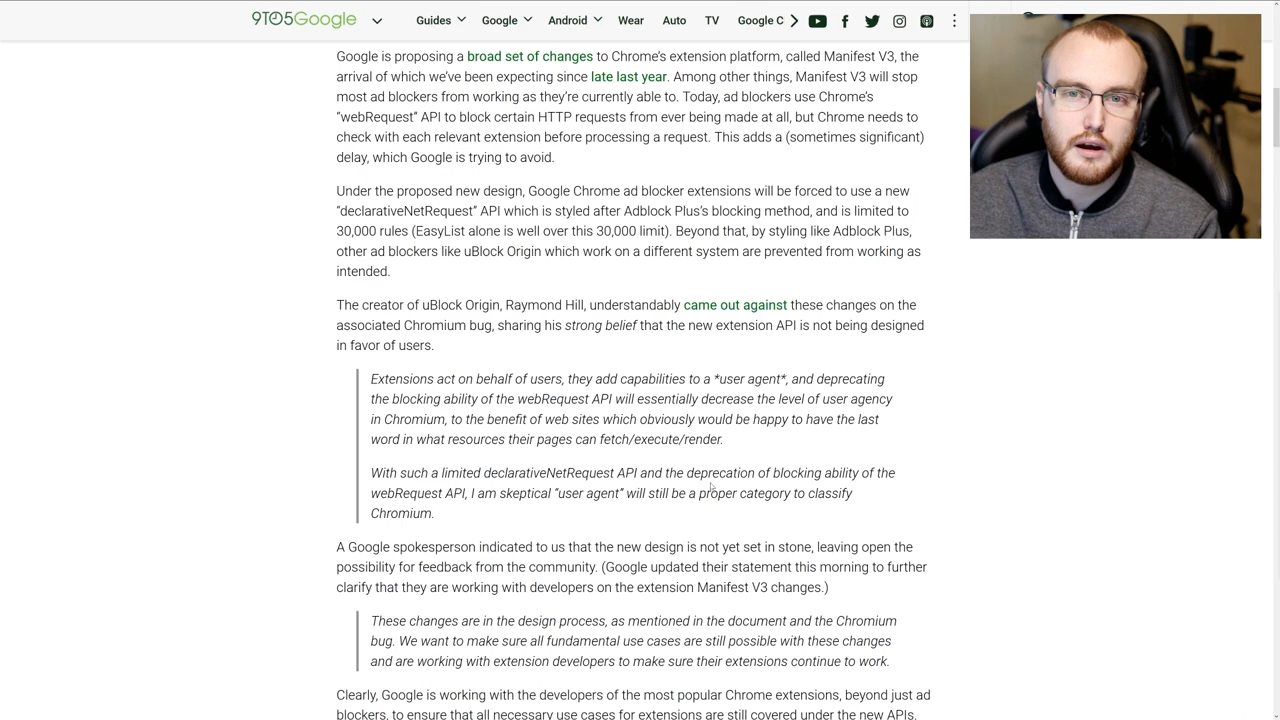 9TO5Google
Guides Google Android Wear Auto TV Google C
Google is proposing a broad set of changes to Chrome’s extension platform, called Manifest V3, the
arrival of which we’ve been expecting since late last year. Among other things, Manifest V3 will stop
most ad blockers from working as they’re currently able to. Today, ad blockers use Chrome’s
“webRequest” API to block certain HTTP requests from ever being made at all, but Chrome needs to
check with each relevant extension before processing a request. This adds a (sometimes significant)
delay, which Google is trying to avoid.
Under the proposed new design, Google Chrome ad blocker extensions will be forced to use a new
“declarativeNetRequest” API which is styled after Adblock Plus’s blocking method, and is limited to
30,000 rules (EasyList alone is well over this 30,000 limit). Beyond that, by styling like Adblock Plus,
other ad blockers like uBlock Origin which work on a different system are prevented from working as
intended.
The creator of uBlock Origin, Raymond Hill, understandably came out against these changes on the
associated Chromium bug, sharing his strong belief that the new extension API is not being designed
in favor of users.
Extensions act on behalf of users, they add capabilities to a *user agent*, and deprecating
the blocking ability of the webRequest API will essentially decrease the level of user agency
in Chromium, to the benefit of web sites which obviously would be happy to have the last
word in what resources their pages can fetch/execute/render.
With such a limited declarativeNetRequest API and the deprecation of blocking ability of the
webRequest API, I am skeptical “user agent” will still be a proper category to classify
Chromium.
A Google spokesperson indicated to us that the new design is not yet set in stone, leaving open the
possibility for feedback from the community. (Google updated their statement this morning to further
clarify that they are working with developers on the extension Manifest V3 changes.)
These changes are in the design process, as mentioned in the document and the Chromium
bug. We want to make sure all fundamental use cases are still possible with these changes
and are working with extension developers to make sure their extensions continue to work.
Clearly, Google is working with the developers of the most popular Chrome extensions, beyond just ad
blockers, to ensure that all necessary use cases for extensions are still covered under the new APIs.